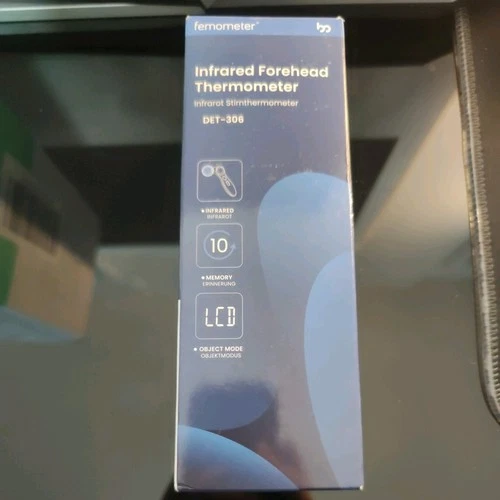 femometer
Infrared Forehead
Thermometer
Infrarot Stirnthermometer
DET-306
INFRARED
INFRAROT
10
MEMORY
ERINNERUNG
LCD
OBJECT MODE
OBJEKTMODUS